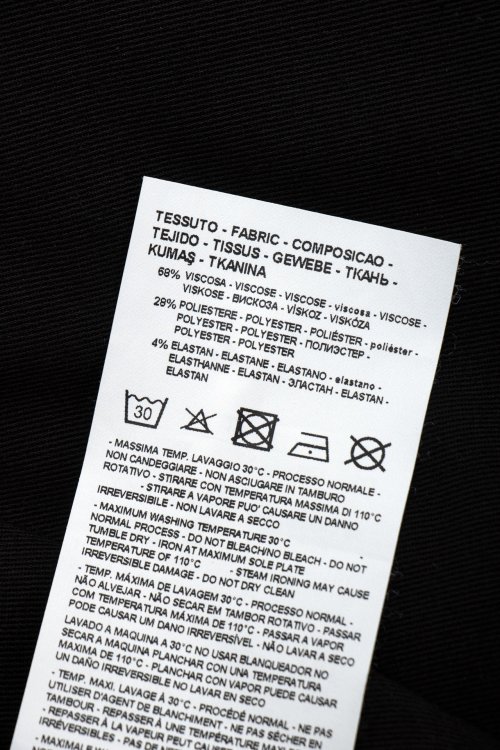 TESSUTO - FABRIC - COMPOSICAO -
TEJIDO - TISSUS - GEWEBE - ТКАНЬ -
KUMAŞ - TKANINA
68% VISCOSA - VISCOSE - VISCOSE - viscosa - VISCOSE -
VISKOSE - ВИСКОЗА - VİSKOZ - VISKÓZA
28% POLIESTERE - POLYESTER - POLIÉSTER - poliéster -
POLYESTER - POLYESTER - ПОЛИЭСТЕР -
POLYESTER - POLYESTER
4% ELASTAN - ELASTANE - ELASTANO - elastano -
ELASTHANNE - ELASTAN - ЭЛАСТАН - ELASTAN -
ELASTAN
30
- MASSIMA TEMP. LAVAGGIO 30°C - PROCESSO NORMALE -
NON CANDEGGIARE - NON ASCIUGARE IN TAMBURO
ROTATIVO - STIRARE CON TEMPERATURA MASSIMA DI 110°C
- STIRARE A VAPORE PUO' CAUSARE UN DANNO
IRREVERSIBILE - NON LAVARE A SECCO
- MAXIMUM WASHING TEMPERATURE 30°C -
NORMAL PROCESS - DO NOT BLEACHINO BLEACH - DO NOT
TUMBLE DRY - IRON AT MAXIMUM SOLE PLATE
TEMPERATURE OF 110°C - STEAM IRONING MAY CAUSE
IRREVERSIBLE DAMAGE - DO NOT DRY CLEAN
- TEMP. MÁXIMA DE LAVAGEM 30°C - PROCESSO NORMAL -
NÃO ALVEJAR - NÃO SECAR EM TAMBOR ROTATIVO - PASSAR
COM TEMPERATURA MÁXIMA DE 110°C - PASSAR A VAPOR
PODE CAUSAR UM DANO IRREVERSÍVEL - NÃO LAVAR A SECO
LAVADO A MAQUINA A 30°C NO USAR BLANQUEADOR NO
SECAR A MAQUINA PLANCHAR CON UNA TEMPERATURA
MAXIMA DE 110°C - PLANCHAR CON VAPOR PUEDE CAUSAR
UN DAÑO IRREVERSIBLE NO LAVAR EN SECO
- TEMP. MAXI. LAVAGE À 30°C - PROCÉDÉ NORMAL - NE PAS
UTILISER D'AGENT DE BLANCHIMENT - NE PAS SÈCHER EN
TAMBOUR - REPASSER À UNE TEMPÉRATURE
- REPASSER À LA VAPEUR PEUT CAUSER
IRRÉVERSIBLES - PAS DE
- MAXIMALE